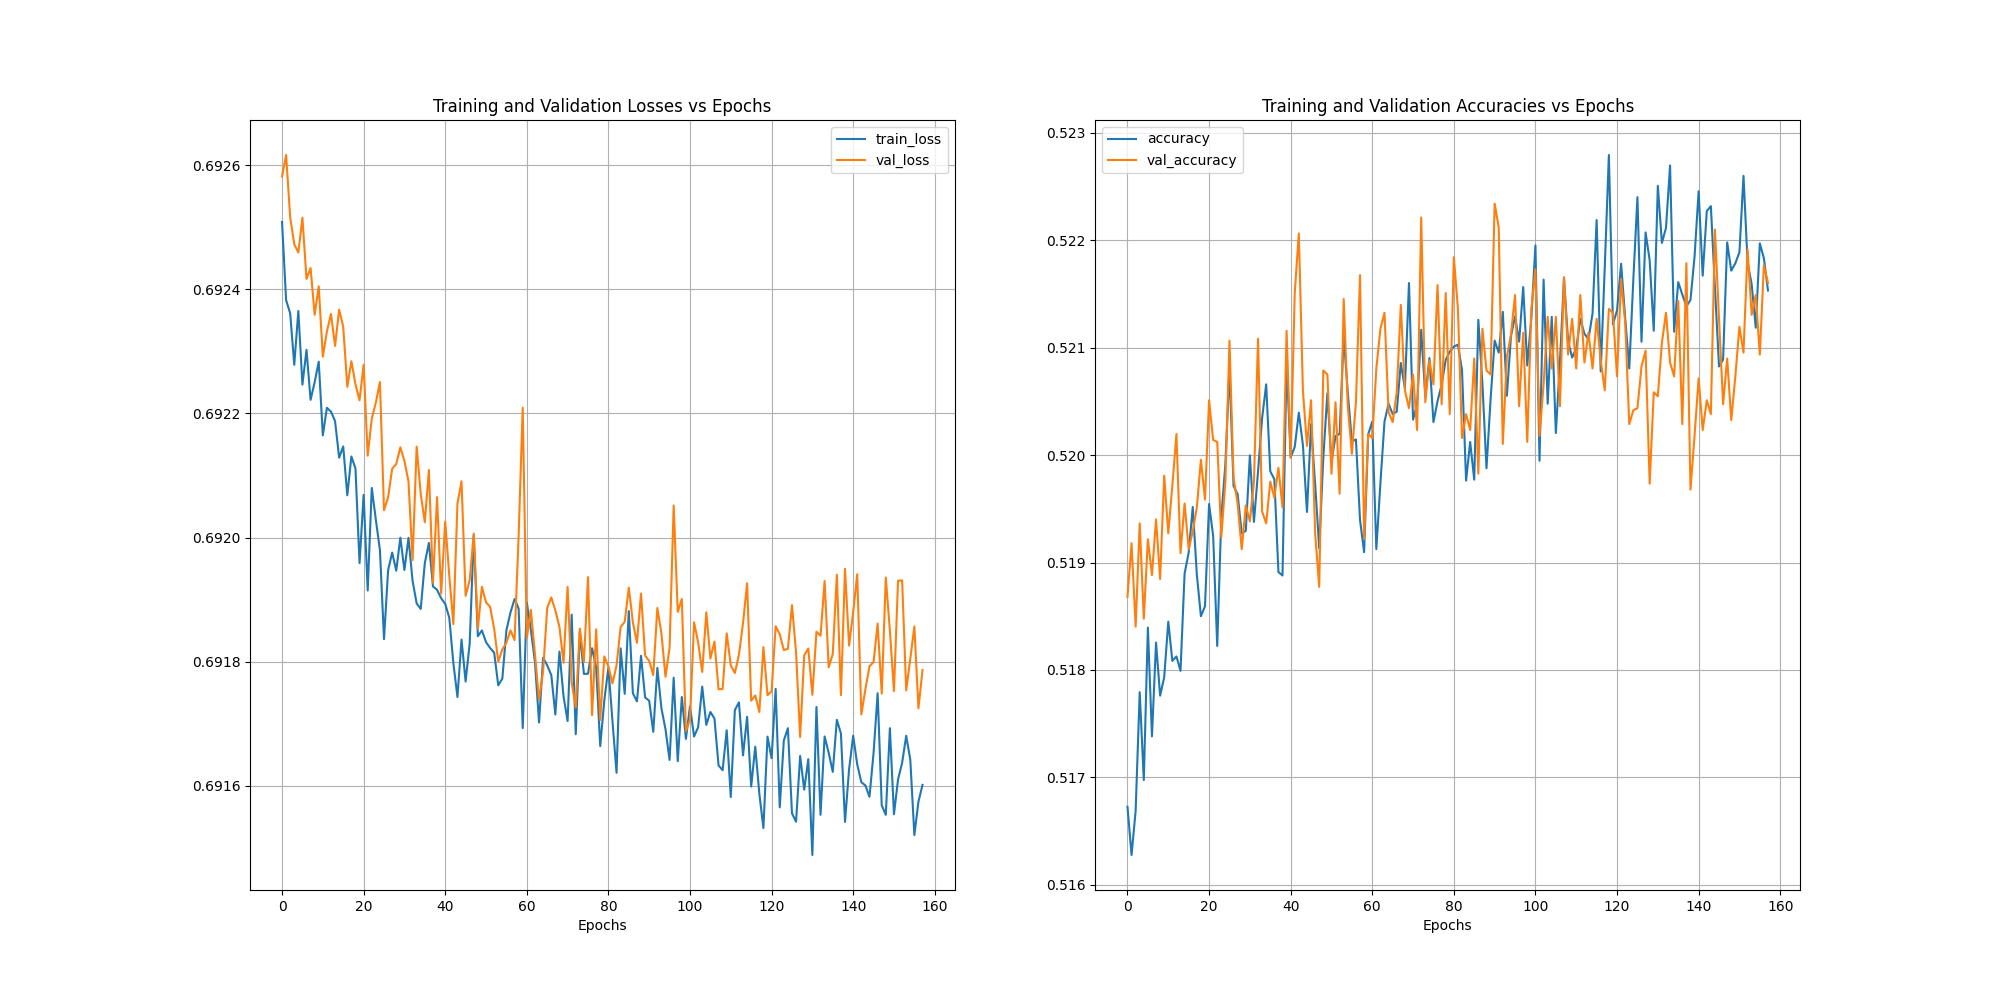 Training and Validation Losses vs Epochs
train_loss
val_loss
0.6926
0.6924
0.6922
0.6920
0.6918
0.6916
0 20 40 60 80 100 120 140 160
Epochs
Training and Validation Accuracies vs Epochs
accuracy
val_accuracy
0.523
0.522
0.521
0.520
0.519
0.518
0.517
0.516
0 20 40 60 80 100 120 140 160
Epochs